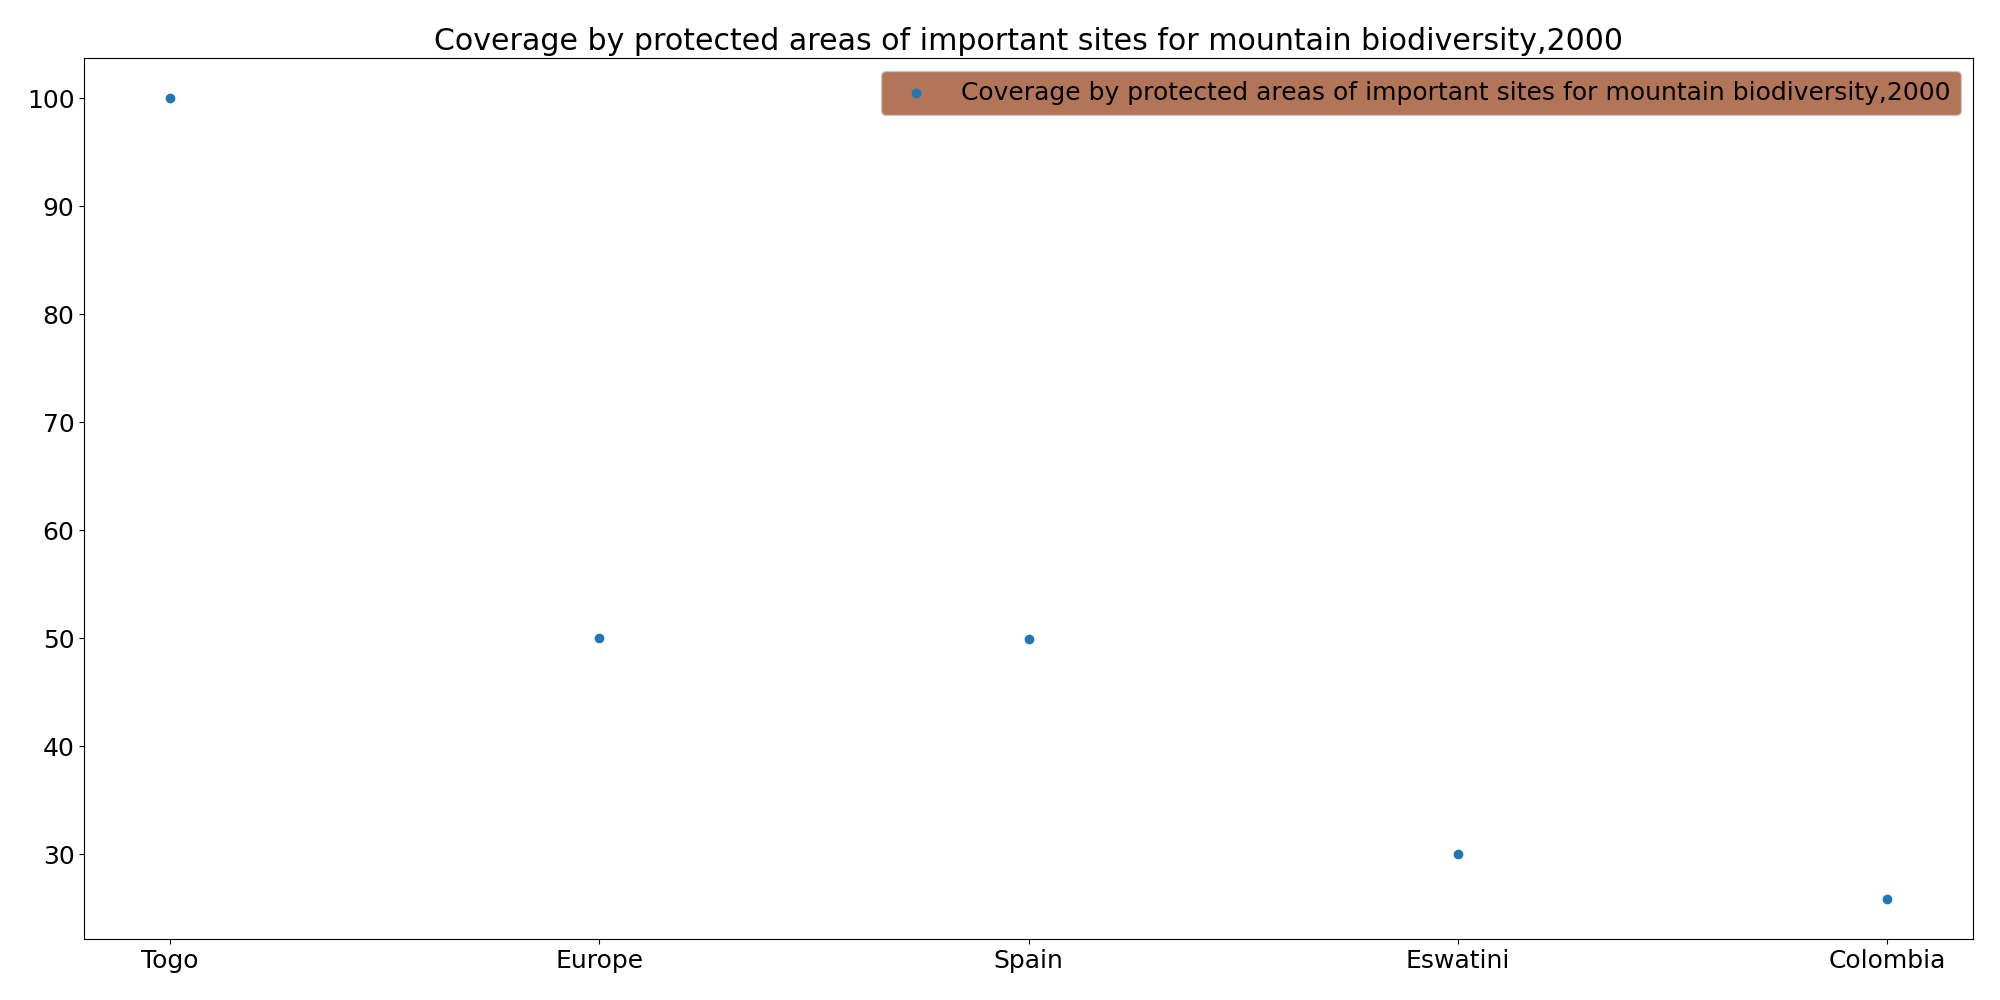 Coverage by protected areas of important sites for mountain biodiversity,2000
Coverage by protected areas of important sites for mountain biodiversity,2000
100
90
80
70
60
50
40
30
Togo Europe Spain Eswatini Colombia